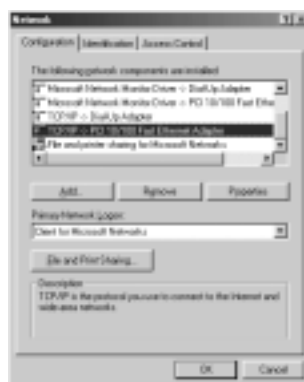 Network
Configuration Identification Access Control
The following network components are installed:
Microsoft Network Monitor Driver -> Dial-Up Adapter
Microsoft Network Monitor Driver -> PCI 10/100 Fast Ethe
TCP/IP -> Dial-Up Adapter
TCP/IP -> PCI 10/100 Fast Ethernet Adapter
File and printer sharing for Microsoft Networks
Add... Remove Properties
Primary Network Logon:
Client for Microsoft Networks
File and Print Sharing...
Description
TCP/IP is the protocol you use to connect to the Internet and
wide-area networks.
OK Cancel